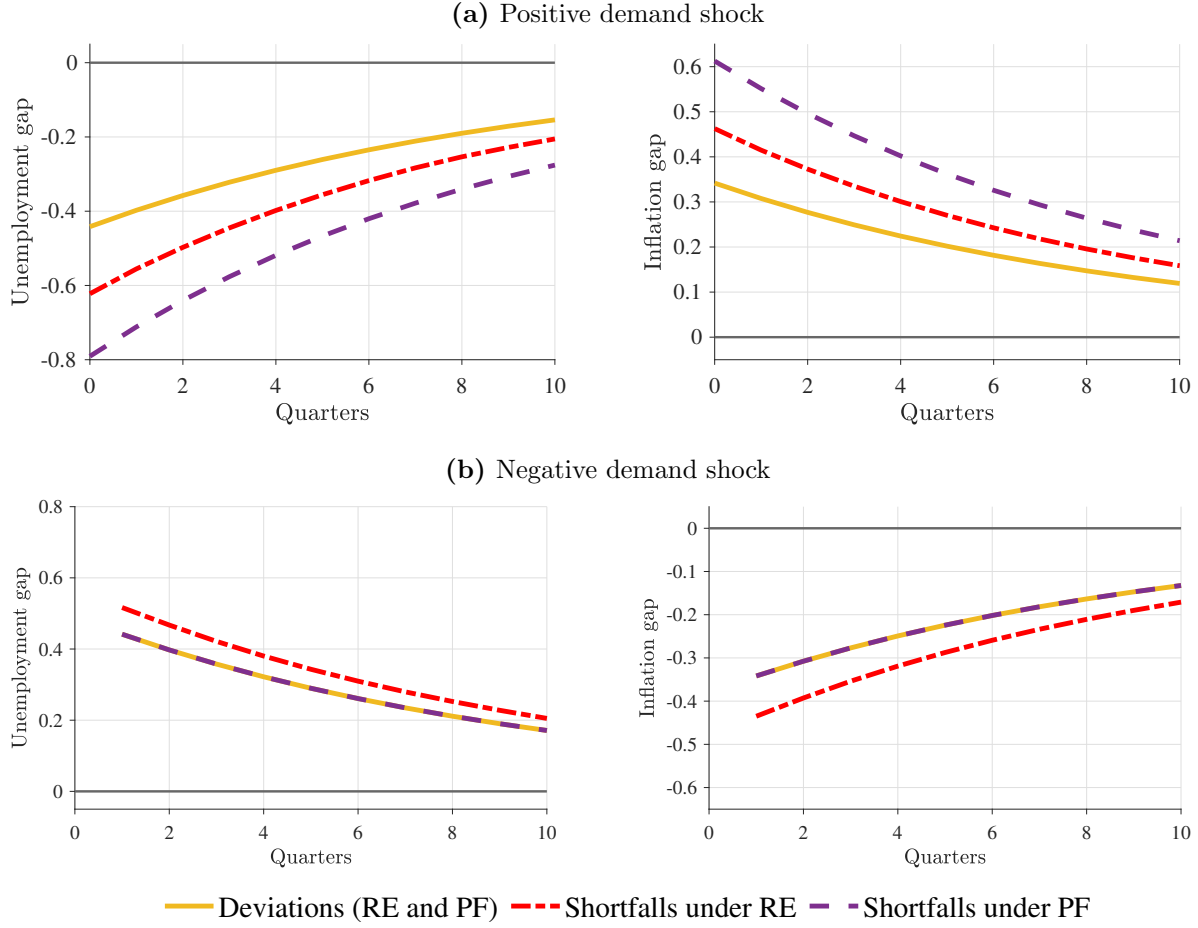 (a) Positive demand shock
Unemployment gap
0
-0.2
-0.4
-0.6
-0.8
0 2 4 6 8 10
Quarters
Inflation gap
0.6
0.5
0.4
0.3
0.2
0.1
0
0 2 4 6 8 10
Quarters
(b) Negative demand shock
Unemployment gap
0.8
0.6
0.4
0.2
0
0 2 4 6 8 10
Quarters
Inflation gap
0
-0.1
-0.2
-0.3
-0.4
-0.5
-0.6
0 2 4 6 8 10
Quarters
Deviations (RE and PF) Shortfalls under RE Shortfalls under PF